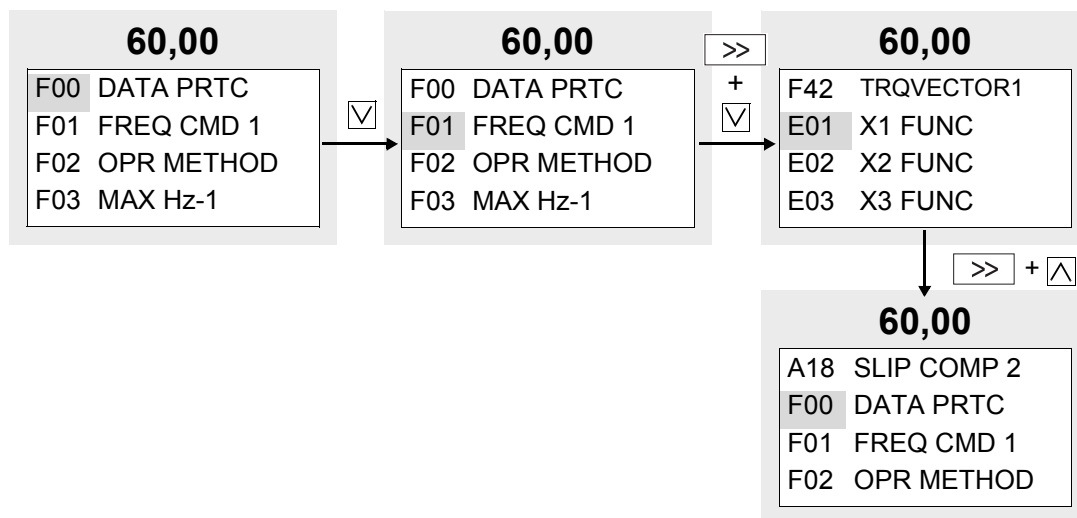 60,00
F00 DATA PRTC
F01 FREQ CMD 1
F02 OPR METHOD
F03 MAX Hz-1
∨
60,00
F00 DATA PRTC
F01 FREQ CMD 1
F02 OPR METHOD
F03 MAX Hz-1
>>
+
∨
60,00
F42 TRQVECTOR1
E01 X1 FUNC
E02 X2 FUNC
E03 X3 FUNC
>> + ∧
60,00
A18 SLIP COMP 2
F00 DATA PRTC
F01 FREQ CMD 1
F02 OPR METHOD